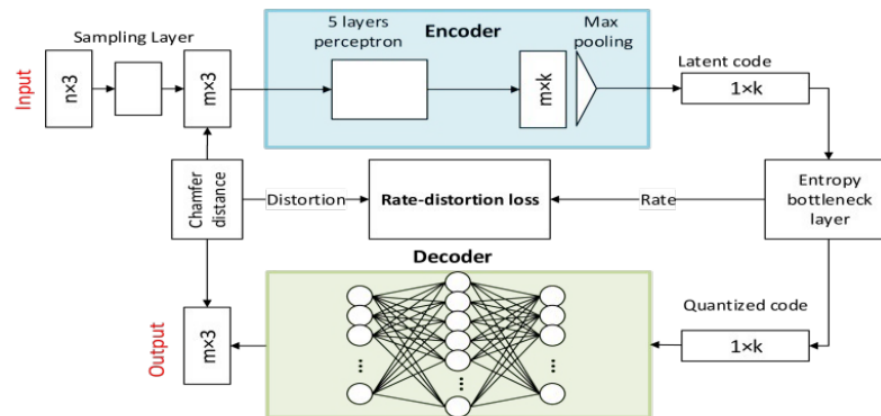 Sampling Layer
5 layers
perceptron
Encoder
Max
pooling
Latent code
Input
n×3
m×3
m×k
1×k
Chamfer
distance
Distortion
Rate-distortion loss
Rate
Entropy
bottleneck
layer
Decoder
Output
m×3
...
...
...
Quantized code
1×k